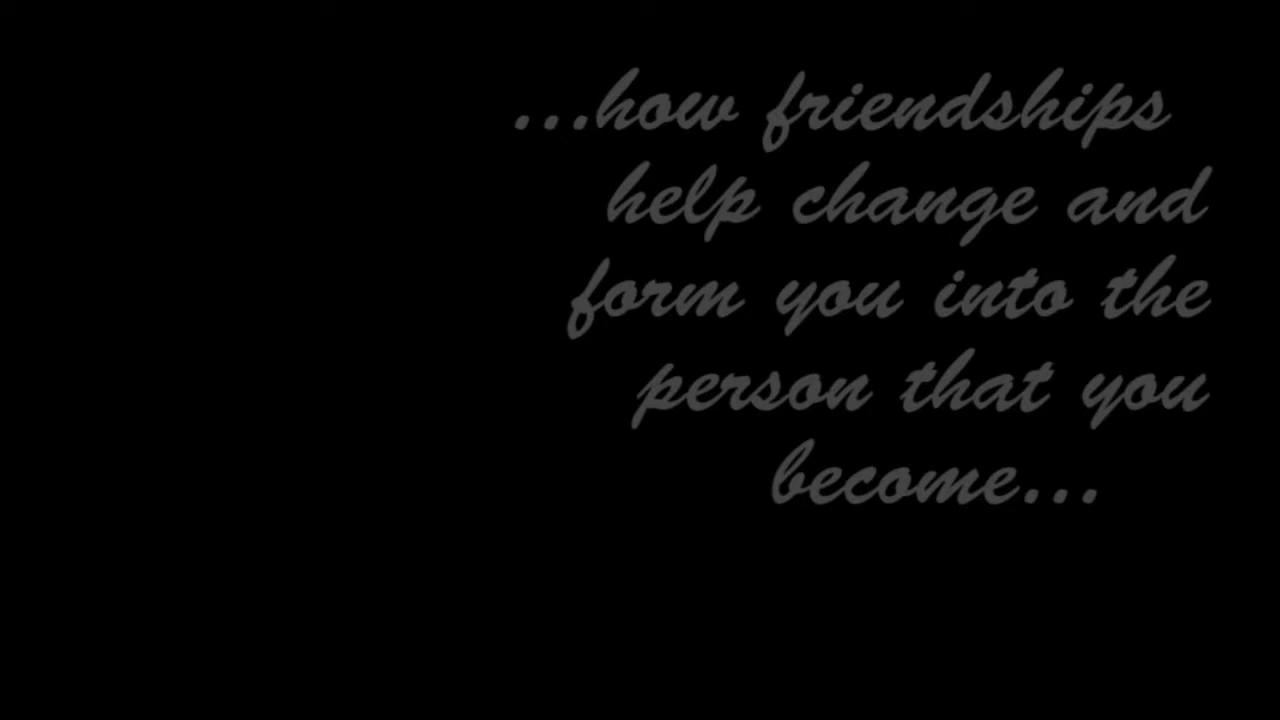 ...how friendships
help change and
form you into the
person that you
become...